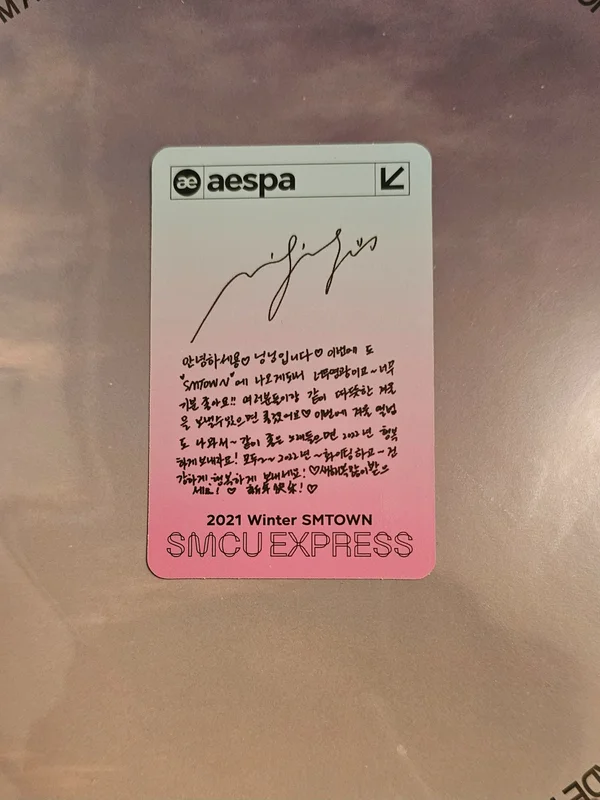 æ aespa
안녕하세용♡ 닝닝입니다♡ 이번에 도
"SMTOWN"에 나오게돼서 너무영광이고~너무
기분 좋아요!! 여러분들이랑 같이 따뜻한 겨울
을 보낼수있으면 좋겠어요♡ 이번에 겨울 앨범
도 나와서~ 같이 좋은 노래들으면 2022년 행복
하게보내자요! 모두~~2022년~화이팅하고~건
강하게,행복하게 보내세요! ♡새해복많이받으
세요! ♡ 新年快乐! ♡
2021 Winter SMTOWN
SMCU EXPRESS